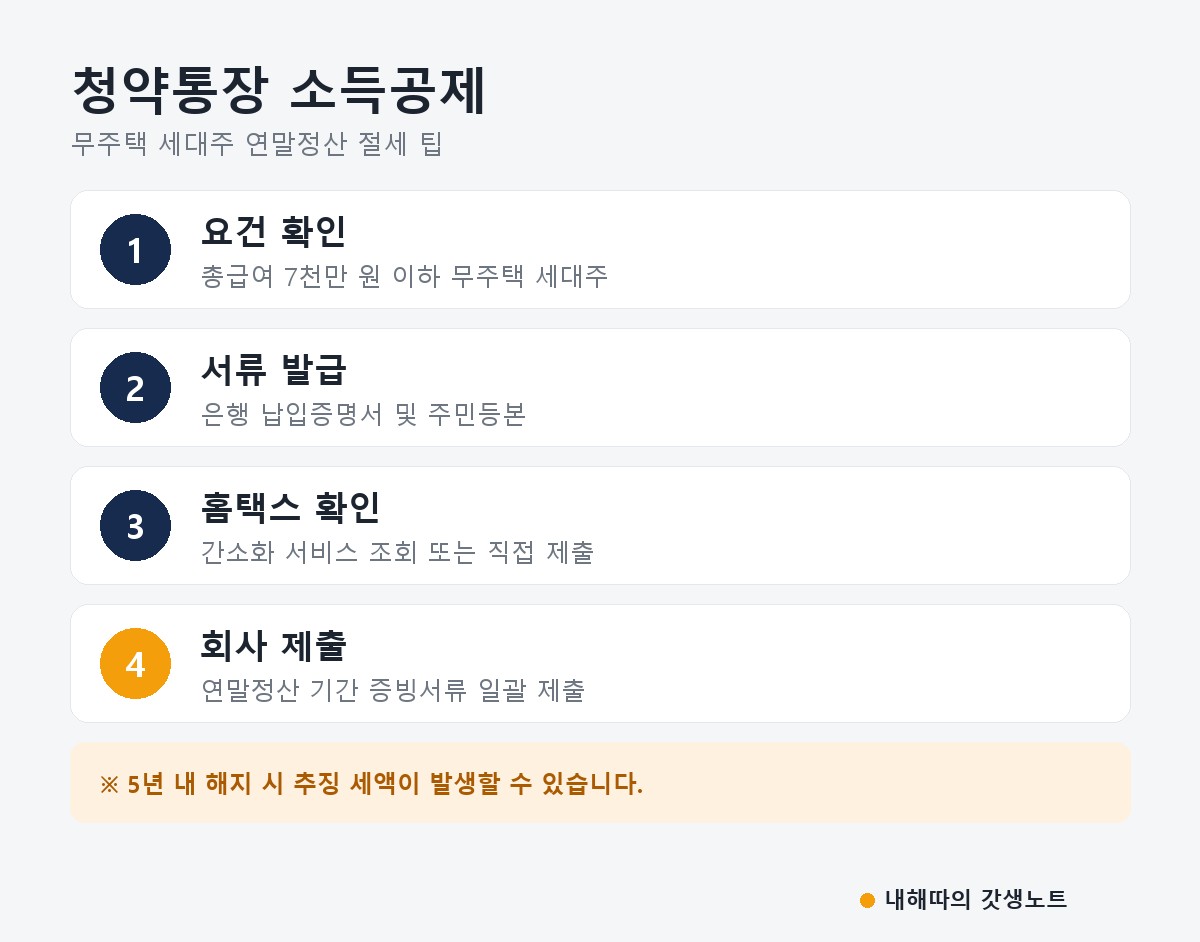 청약통장 소득공제
무주택 세대주 연말정산 절세 팁
1
요건 확인
총급여 7천만 원 이하 무주택 세대주
2
서류 발급
은행 납입증명서 및 주민등본
3
홈택스 확인
간소화 서비스 조회 또는 직접 제출
4
회사 제출
연말정산 기간 증빙서류 일괄 제출
※ 5년 내 해지 시 추징 세액이 발생할 수 있습니다.
내해따의 갓생노트